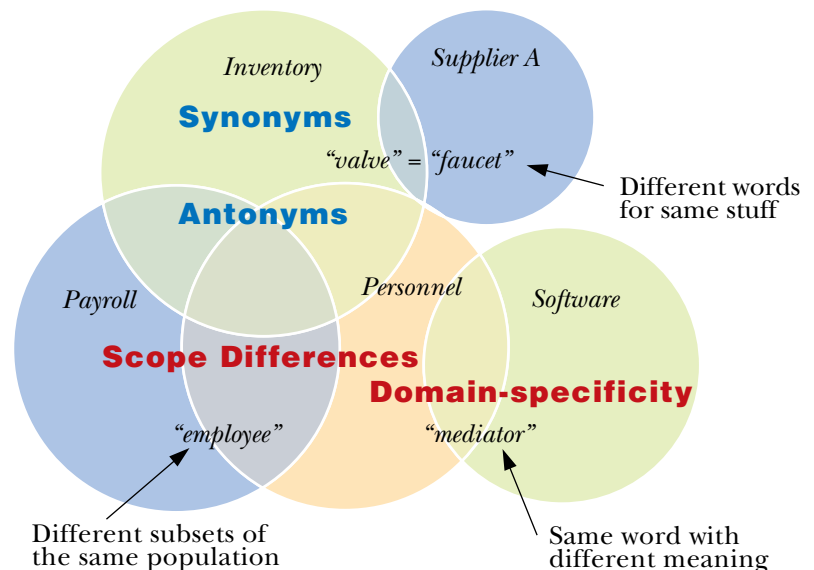 Inventory
Supplier A
Synonyms
“valve” = “faucet”
Different words
for same stuff
Antonyms
Payroll
Personnel
Software
Scope Differences
Domain-specificity
“employee”
“mediator”
Different subsets of
the same population
Same word with
different meaning